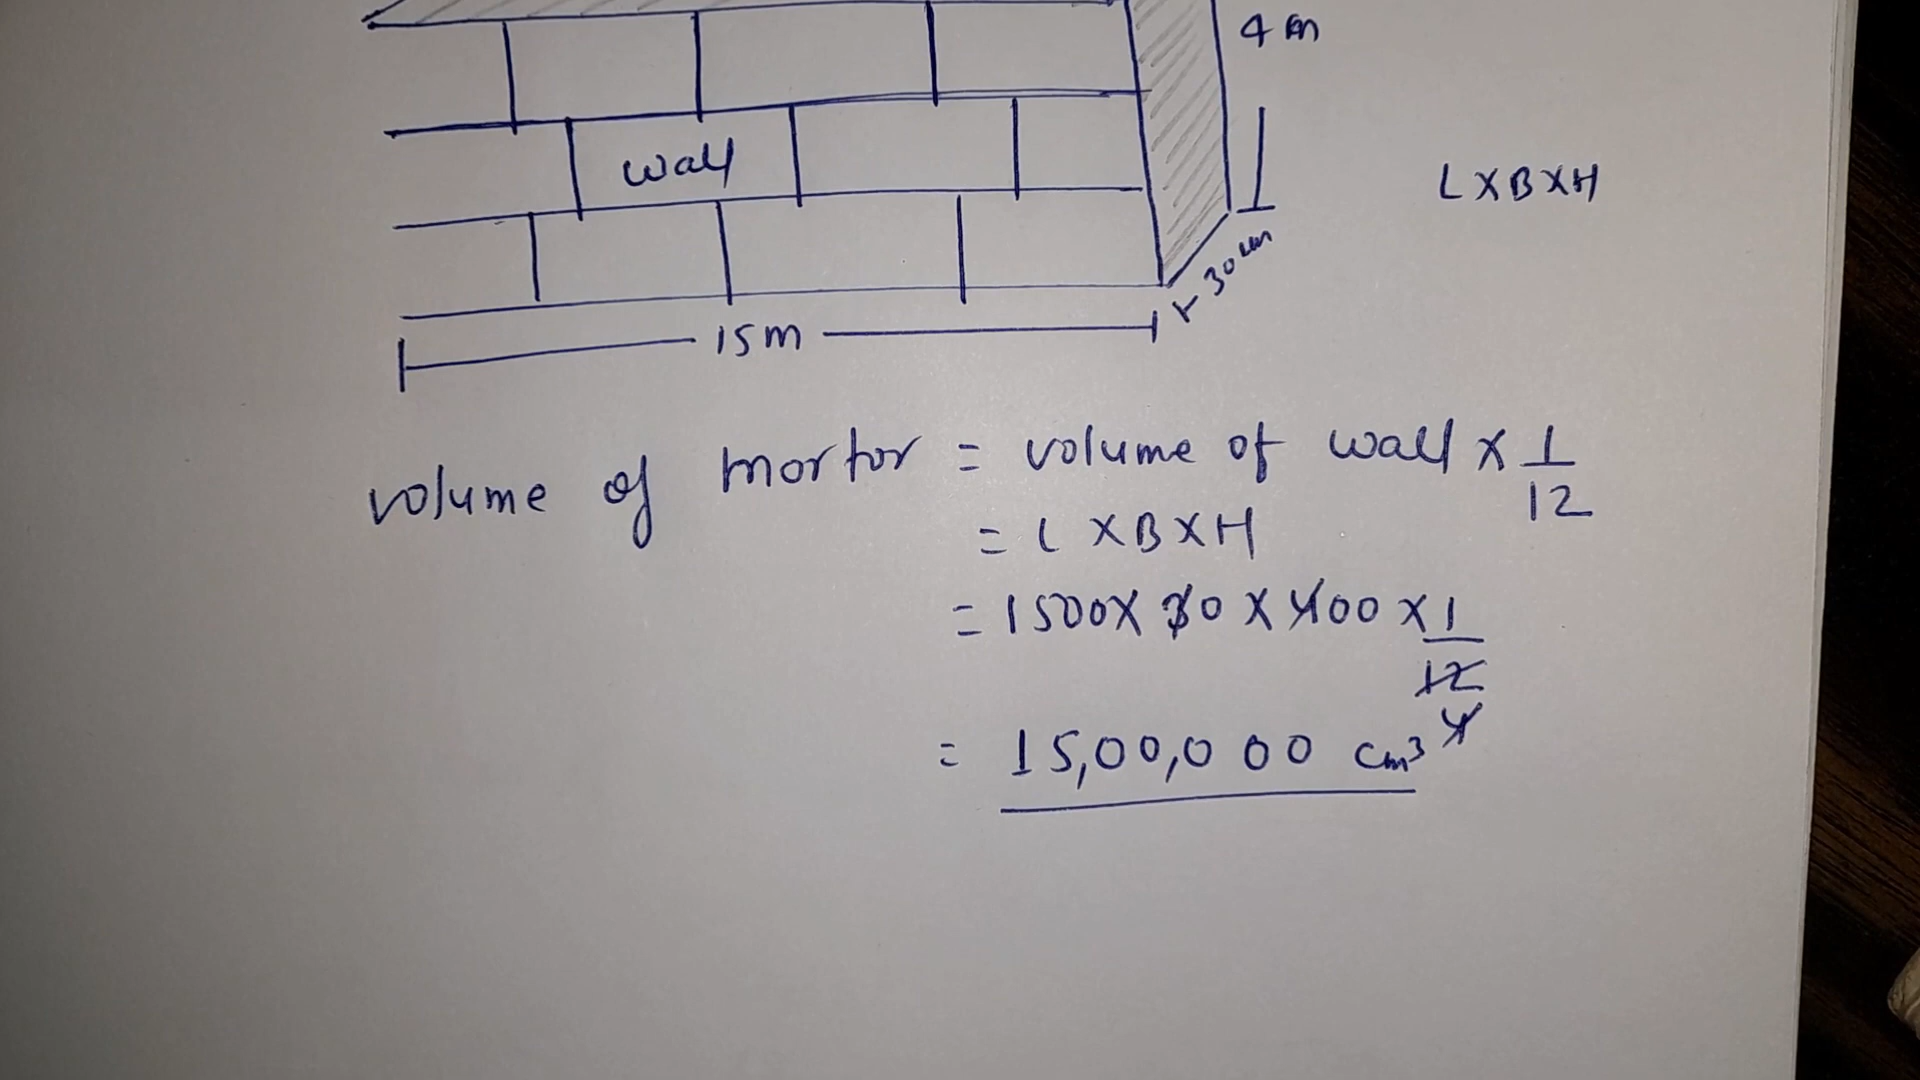 4 m
wall
L X B X H
30 cm
15 m
volume of mortor = volume of wall X 1/12
= L X B X H
= 1500 X 30 X 400 X 1/12
4
= 15,00,000 cm³